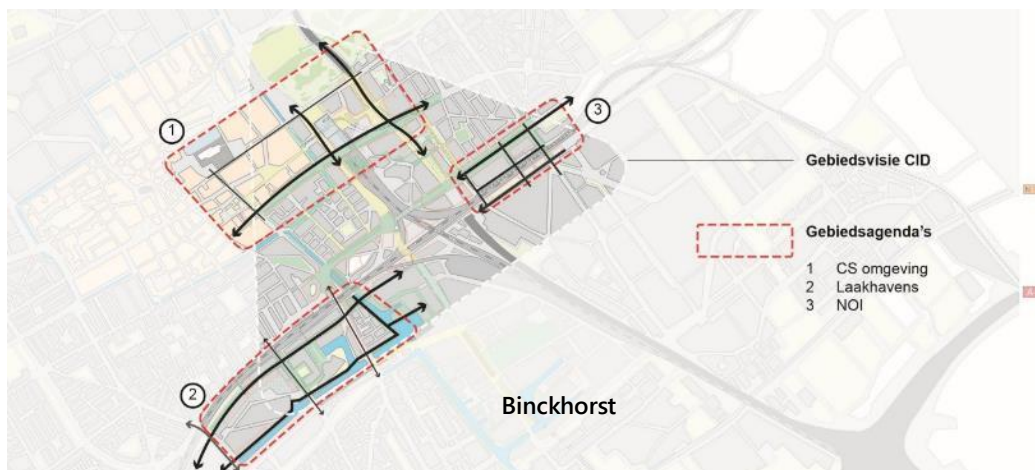 1
3
Gebiedsvisie CID
Gebiedsagenda's
1 CS omgeving
2 Laakhavens
3 NOI
2
Binckhorst